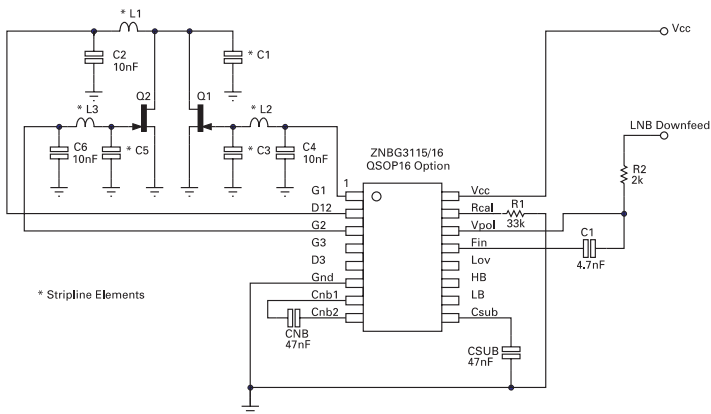 * L1
Vcc
C2
10nF
* C1
Q2
Q1
* L3
* L2
LNB Downfeed
C6
10nF
* C5
* C3
C4
10nF
ZNBG3115/16
QSOP16 Option
R2
2k
G1
1
Vcc
D12
Rcal
R1
33k
G2
Vpol
G3
Fin
C1
4.7nF
D3
Lov
Gnd
HB
* Stripline Elements
Cnb1
LB
Cnb2
Csub
CNB
47nF
CSUB
47nF